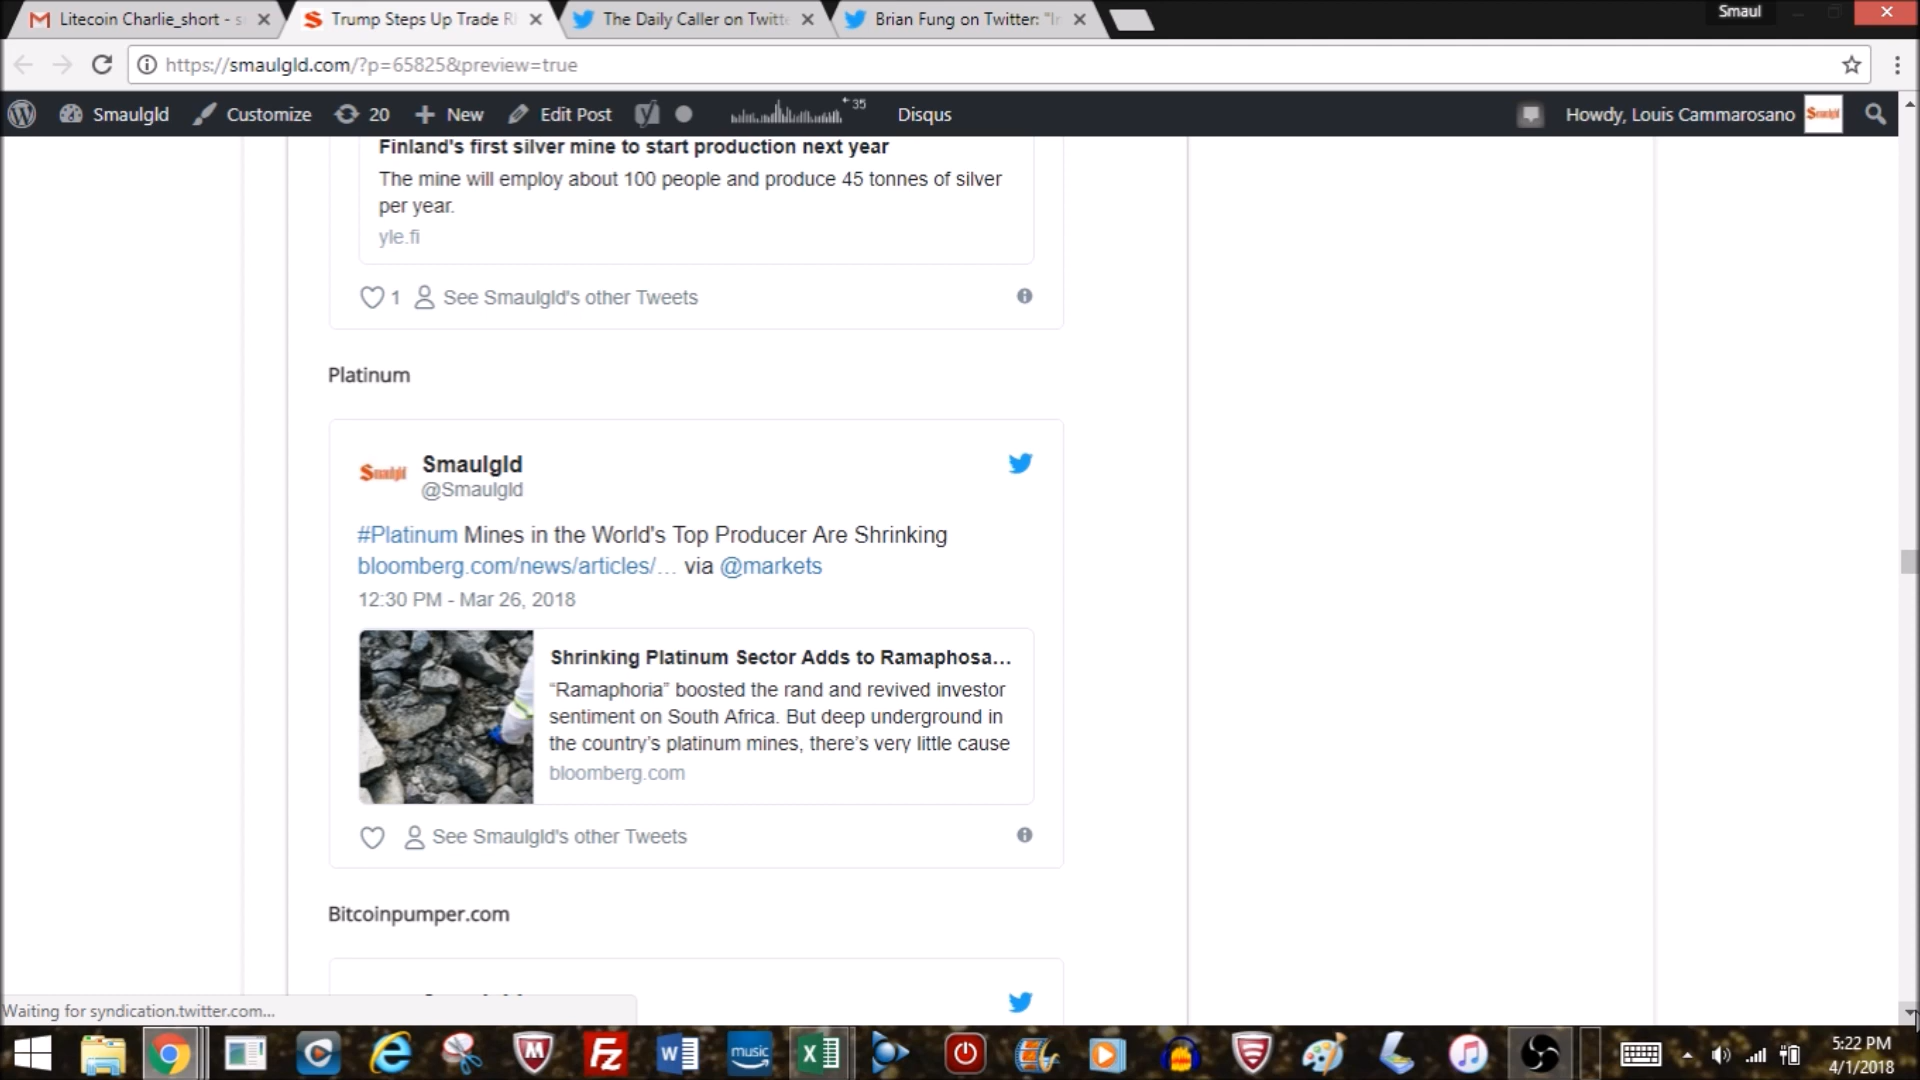 Litecoin Charlie_short - s
Trump Steps Up Trade R
The Daily Caller on Twitt
Brian Fung on Twitter: "I
Smaul
https://smaulgld.com/?p=65825&preview=true
Smaulgld
Customize
20
New
Edit Post
35
Disqus
Howdy, Louis Cammarosano
Smaulgld
Finland's first silver mine to start production next year
The mine will employ about 100 people and produce 45 tonnes of silver
per year.
yle.fi
1
See Smaulgld's other Tweets
Platinum
Smaulgld
Smaulgld
@Smaulgld
#Platinum Mines in the World's Top Producer Are Shrinking
bloomberg.com/news/articles/… via @markets
12:30 PM - Mar 26, 2018
Shrinking Platinum Sector Adds to Ramaphosa…
“Ramaphoria” boosted the rand and revived investor
sentiment on South Africa. But deep underground in
the country’s platinum mines, there’s very little cause
bloomberg.com
See Smaulgld's other Tweets
Bitcoinpumper.com
Waiting for syndication.twitter.com...
music
5:22 PM
4/1/2018